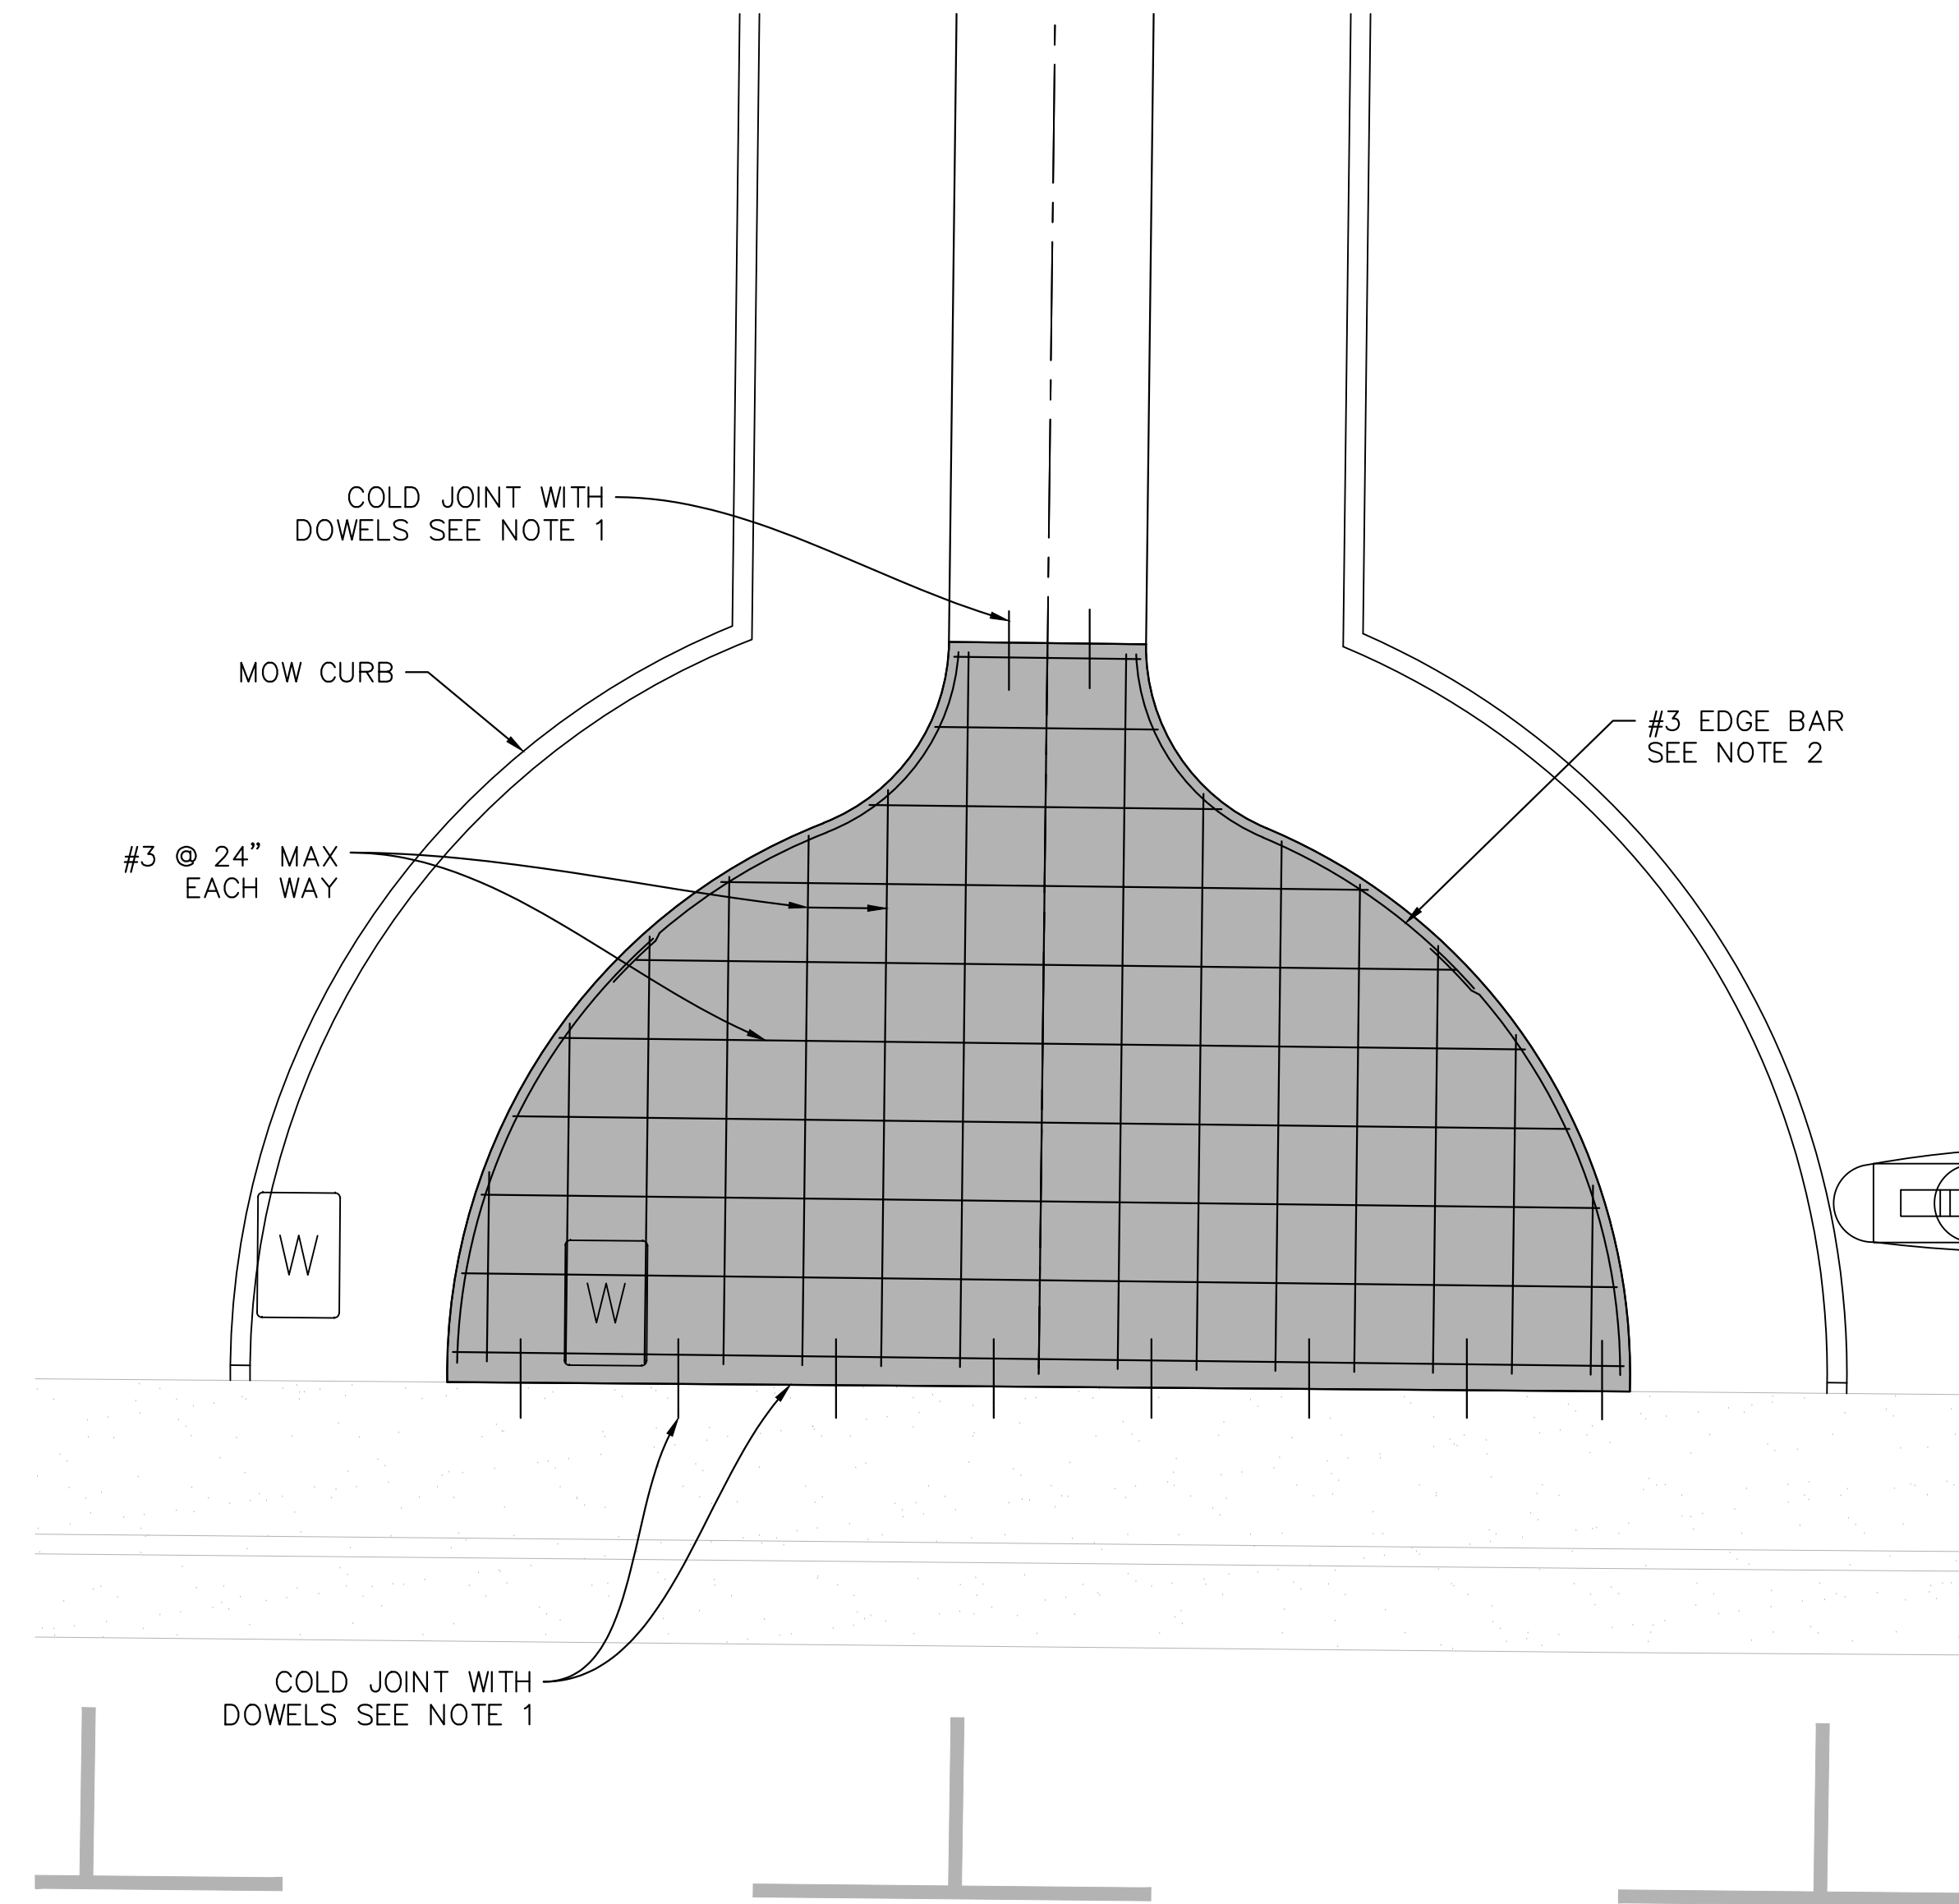 COLD JOINT WITH
DOWELS SEE NOTE 1
MOW CURB
#3 EDGE BAR
SEE NOTE 2
#3 @ 24" MAX
EACH WAY
W
W
COLD JOINT WITH
DOWELS SEE NOTE 1